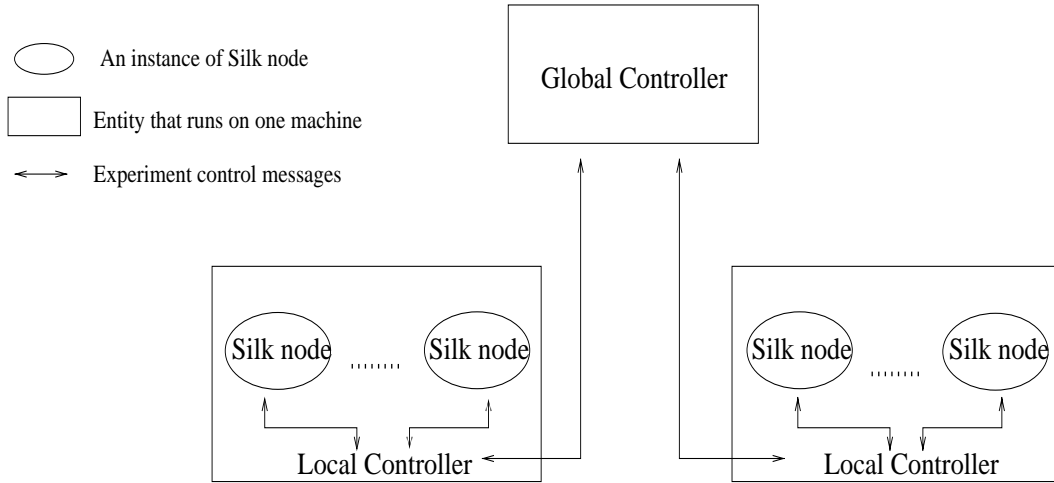 An instance of Silk node
Entity that runs on one machine
Experiment control messages
Global Controller
Silk node
Silk node
Local Controller
Silk node
Silk node
Local Controller